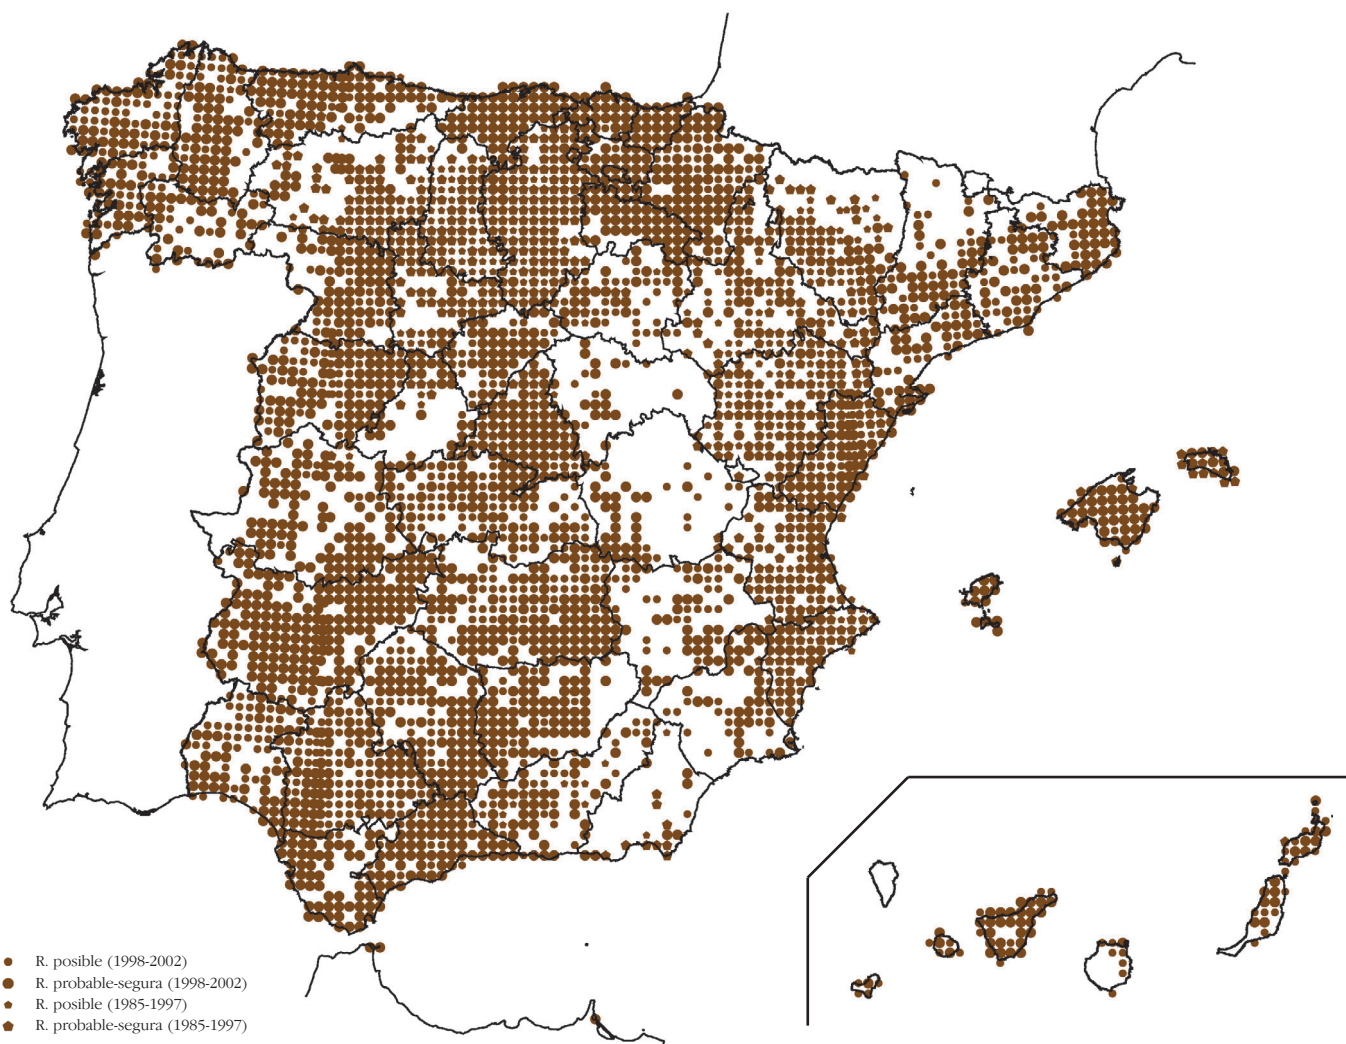 R. posible (1998-2002)
R. probable-segura (1998-2002)
R. posible (1985-1997)
R. probable-segura (1985-1997)